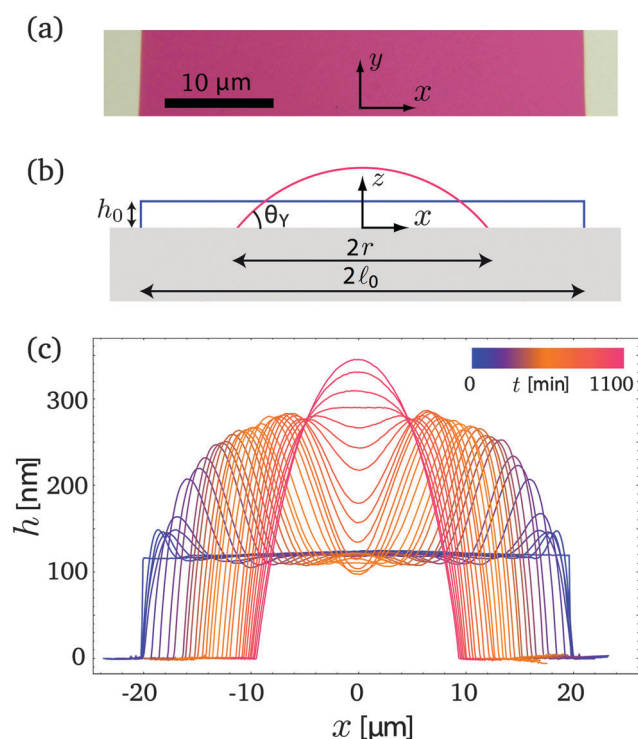 (a)
10 µm
y
x
(b)
h₀
θY
z
x
2r
2ℓ₀
(c)
0 t [min] 1100
300
200
100
0
h [nm]
-20 -10 0 10 20
x [µm]